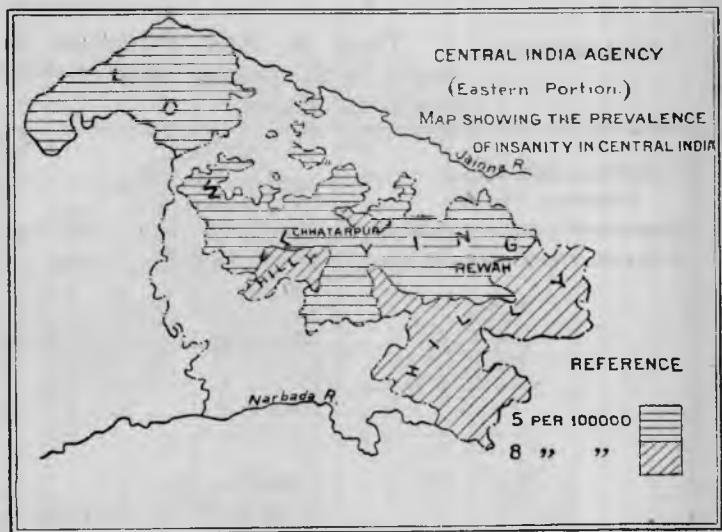 CENTRAL INDIA AGENCY
(Eastern Portion.)
MAP SHOWING THE PREVALENCE
OF INSANITY IN CENTRAL INDIA
Jamna R.
L O W
CHHATARPUR
Y I N G
HILLY
REWAH
HILLY
Narbada R.
REFERENCE
5 PER 100000
8 „ „